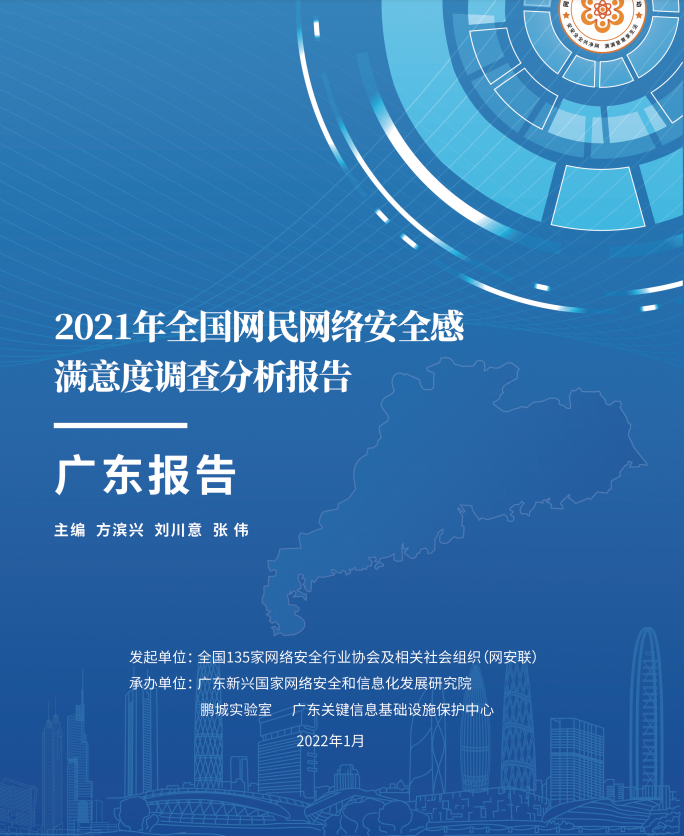 2021年全国网民网络安全感
满意度调查分析报告
广东报告
主编 方滨兴 刘川意 张 伟
发起单位：全国135家网络安全行业协会及相关社会组织（网安联）
承办单位：广东新兴国家网络安全和信息化发展研究院
鹏城实验室 广东关键信息基础设施保护中心
2022年1月